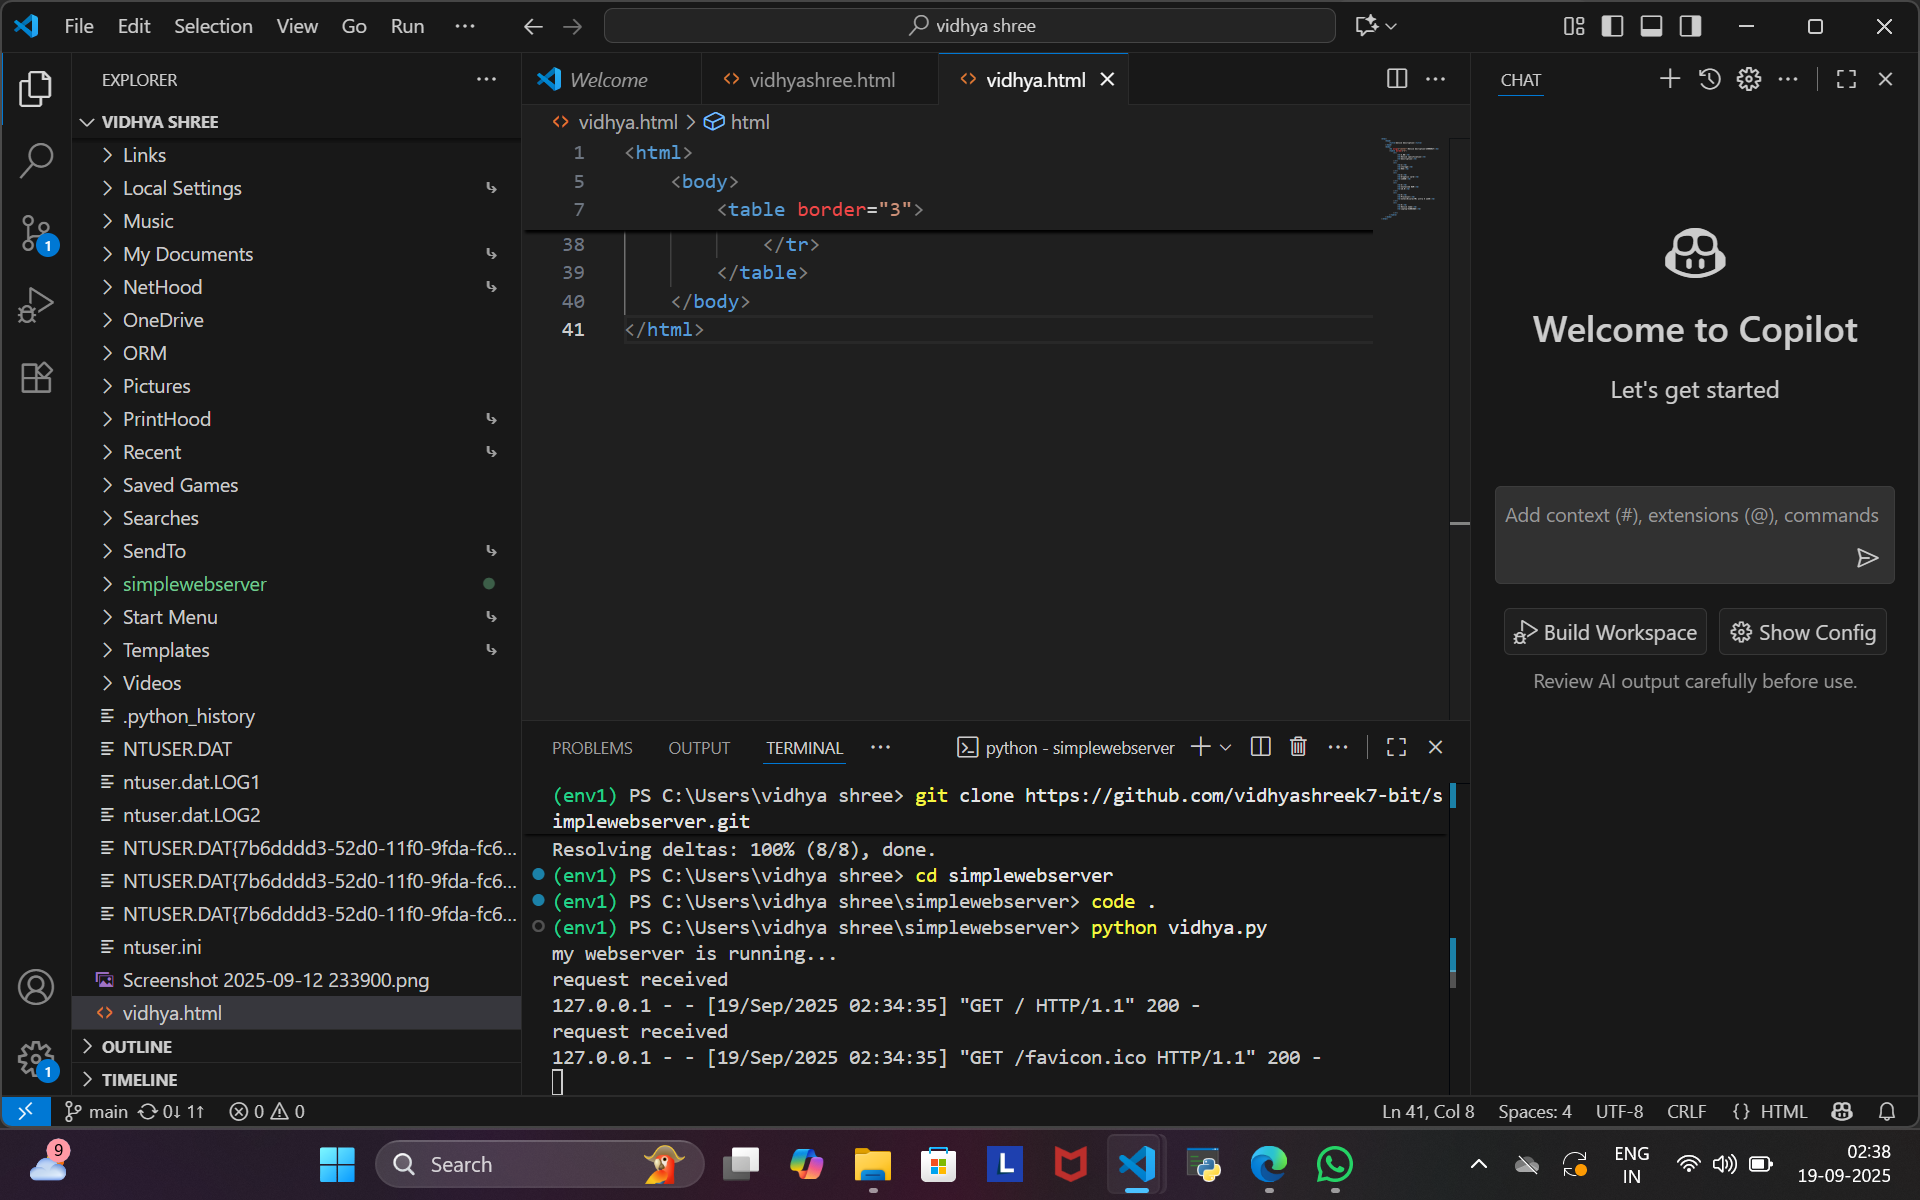 File Edit Selection View Go Run
vidhya shree
EXPLORER
VIDHYA SHREE
Links
Local Settings
Music
My Documents
NetHood
OneDrive
ORM
Pictures
PrintHood
Recent
Saved Games
Searches
SendTo
simplewebserver
Start Menu
Templates
Videos
.python_history
NTUSER.DAT
ntuser.dat.LOG1
ntuser.dat.LOG2
NTUSER.DAT{7b6dddd3-52d0-11f0-9fda-fc6...
NTUSER.DAT{7b6dddd3-52d0-11f0-9fda-fc6...
NTUSER.DAT{7b6dddd3-52d0-11f0-9fda-fc6...
ntuser.ini
Screenshot 2025-09-12 233900.png
vidhya.html
OUTLINE
TIMELINE
1
1
Welcome vidhyashree.html vidhya.html
vidhya.html > html
1 <html>
5 <body>
7 <table border="3">
38 </tr>
39 </table>
40 </body>
41 </html>
PROBLEMS OUTPUT TERMINAL python - simplewebserver
(env1) PS C:\Users\vidhya shree> git clone https://github.com/vidhyashreek7-bit/s
implewebserver.git
Resolving deltas: 100% (8/8), done.
(env1) PS C:\Users\vidhya shree> cd simplewebserver
(env1) PS C:\Users\vidhya shree\simplewebserver> code .
(env1) PS C:\Users\vidhya shree\simplewebserver> python vidhya.py
my webserver is running...
request received
127.0.0.1 - - [19/Sep/2025 02:34:35] "GET / HTTP/1.1" 200 -
request received
127.0.0.1 - - [19/Sep/2025 02:34:35] "GET /favicon.ico HTTP/1.1" 200 -
CHAT
Welcome to Copilot
Let's get started
Add context (#), extensions (@), commands
Build Workspace Show Config
Review AI output carefully before use.
main 0↓ 1↑ 0 0 Ln 41, Col 8 Spaces: 4 UTF-8 CRLF {} HTML
9
Search
L
ENG
IN
02:38
19-09-2025